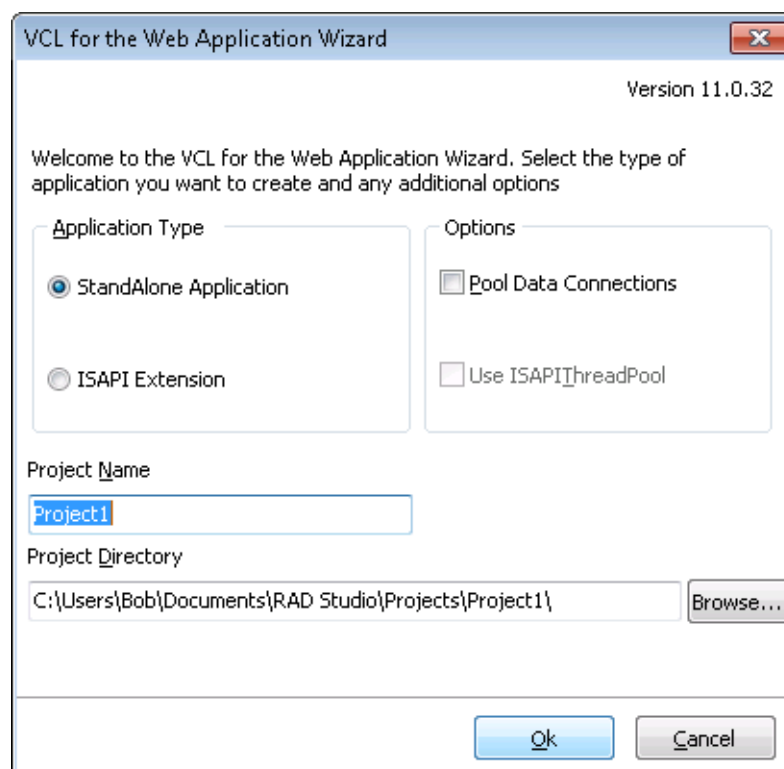 VCL for the Web Application Wizard
Version 11.0.32
Welcome to the VCL for the Web Application Wizard. Select the type of
application you want to create and any additional options
Application Type
StandAlone Application
ISAPI Extension
Options
Pool Data Connections
Use ISAPIThreadPool
Project Name
Project1
Project Directory
C:\Users\Bob\Documents\RAD Studio\Projects\Project1\
Browse...
Ok
Cancel